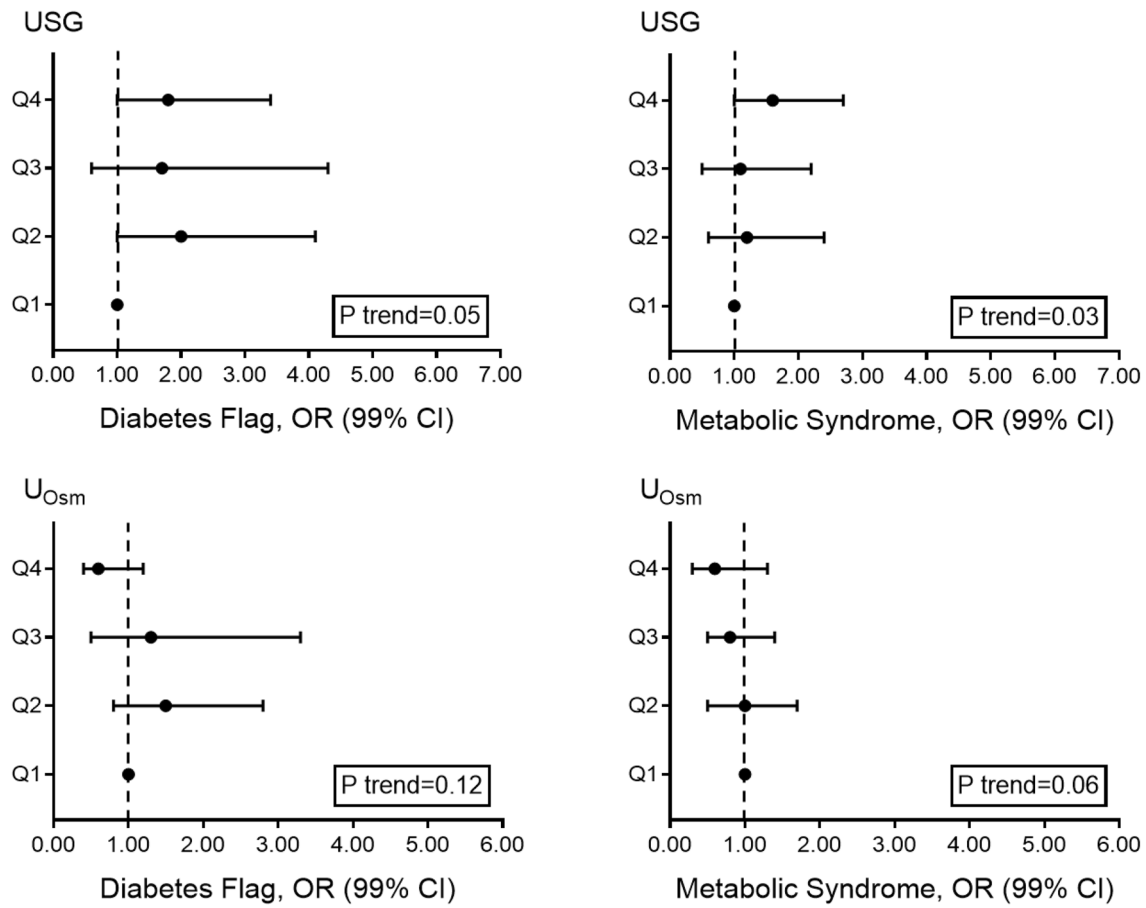 USG
Q4
Q3
Q2
Q1
P trend=0.05
0.00 1.00 2.00 3.00 4.00 5.00 6.00 7.00
Diabetes Flag, OR (99% CI)
USG
Q4
Q3
Q2
Q1
P trend=0.03
0.00 1.00 2.00 3.00 4.00 5.00 6.00 7.00
Metabolic Syndrome, OR (99% CI)
UOsm
Q4
Q3
Q2
Q1
P trend=0.12
0.00 1.00 2.00 3.00 4.00 5.00 6.00
Diabetes Flag, OR (99% CI)
UOsm
Q4
Q3
Q2
Q1
P trend=0.06
0.00 1.00 2.00 3.00 4.00 5.00 6.00
Metabolic Syndrome, OR (99% CI)